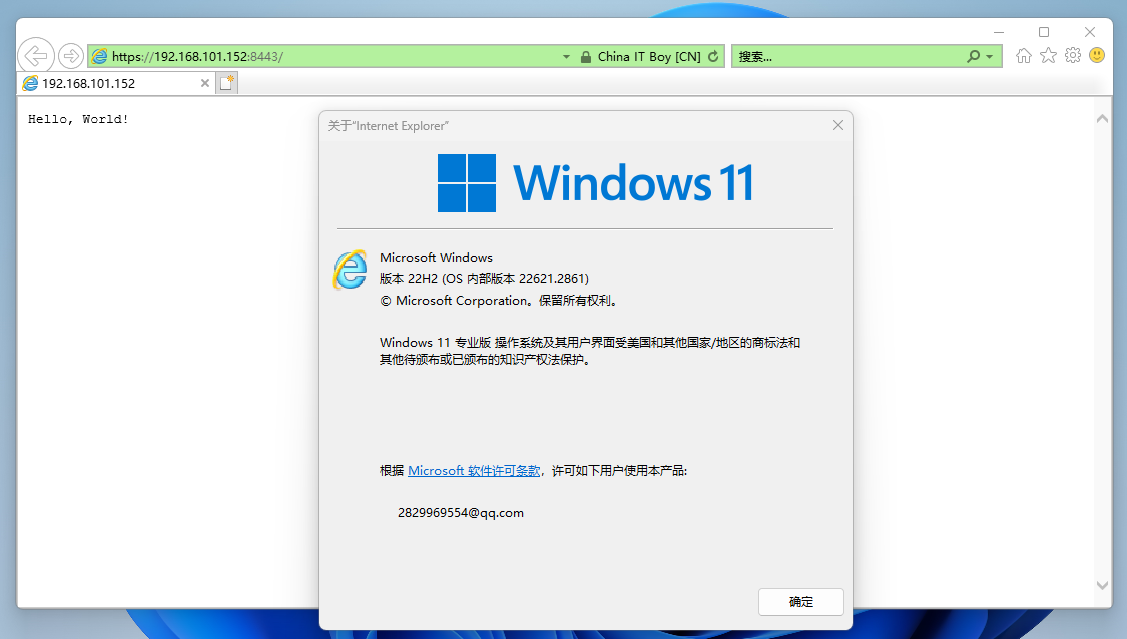 https://192.168.101.152:8443/
China IT Boy [CN]
搜索...
192.168.101.152
Hello, World!
关于“Internet Explorer”
Windows 11
Microsoft Windows
版本 22H2 (OS 内部版本 22621.2861)
© Microsoft Corporation。保留所有权利。
Windows 11 专业版 操作系统及其用户界面受美国和其他国家/地区的商标法和
其他待颁布或已颁布的知识产权法保护。
根据 Microsoft 软件许可条款，许可如下用户使用本产品:
2829969554@qq.com
确定